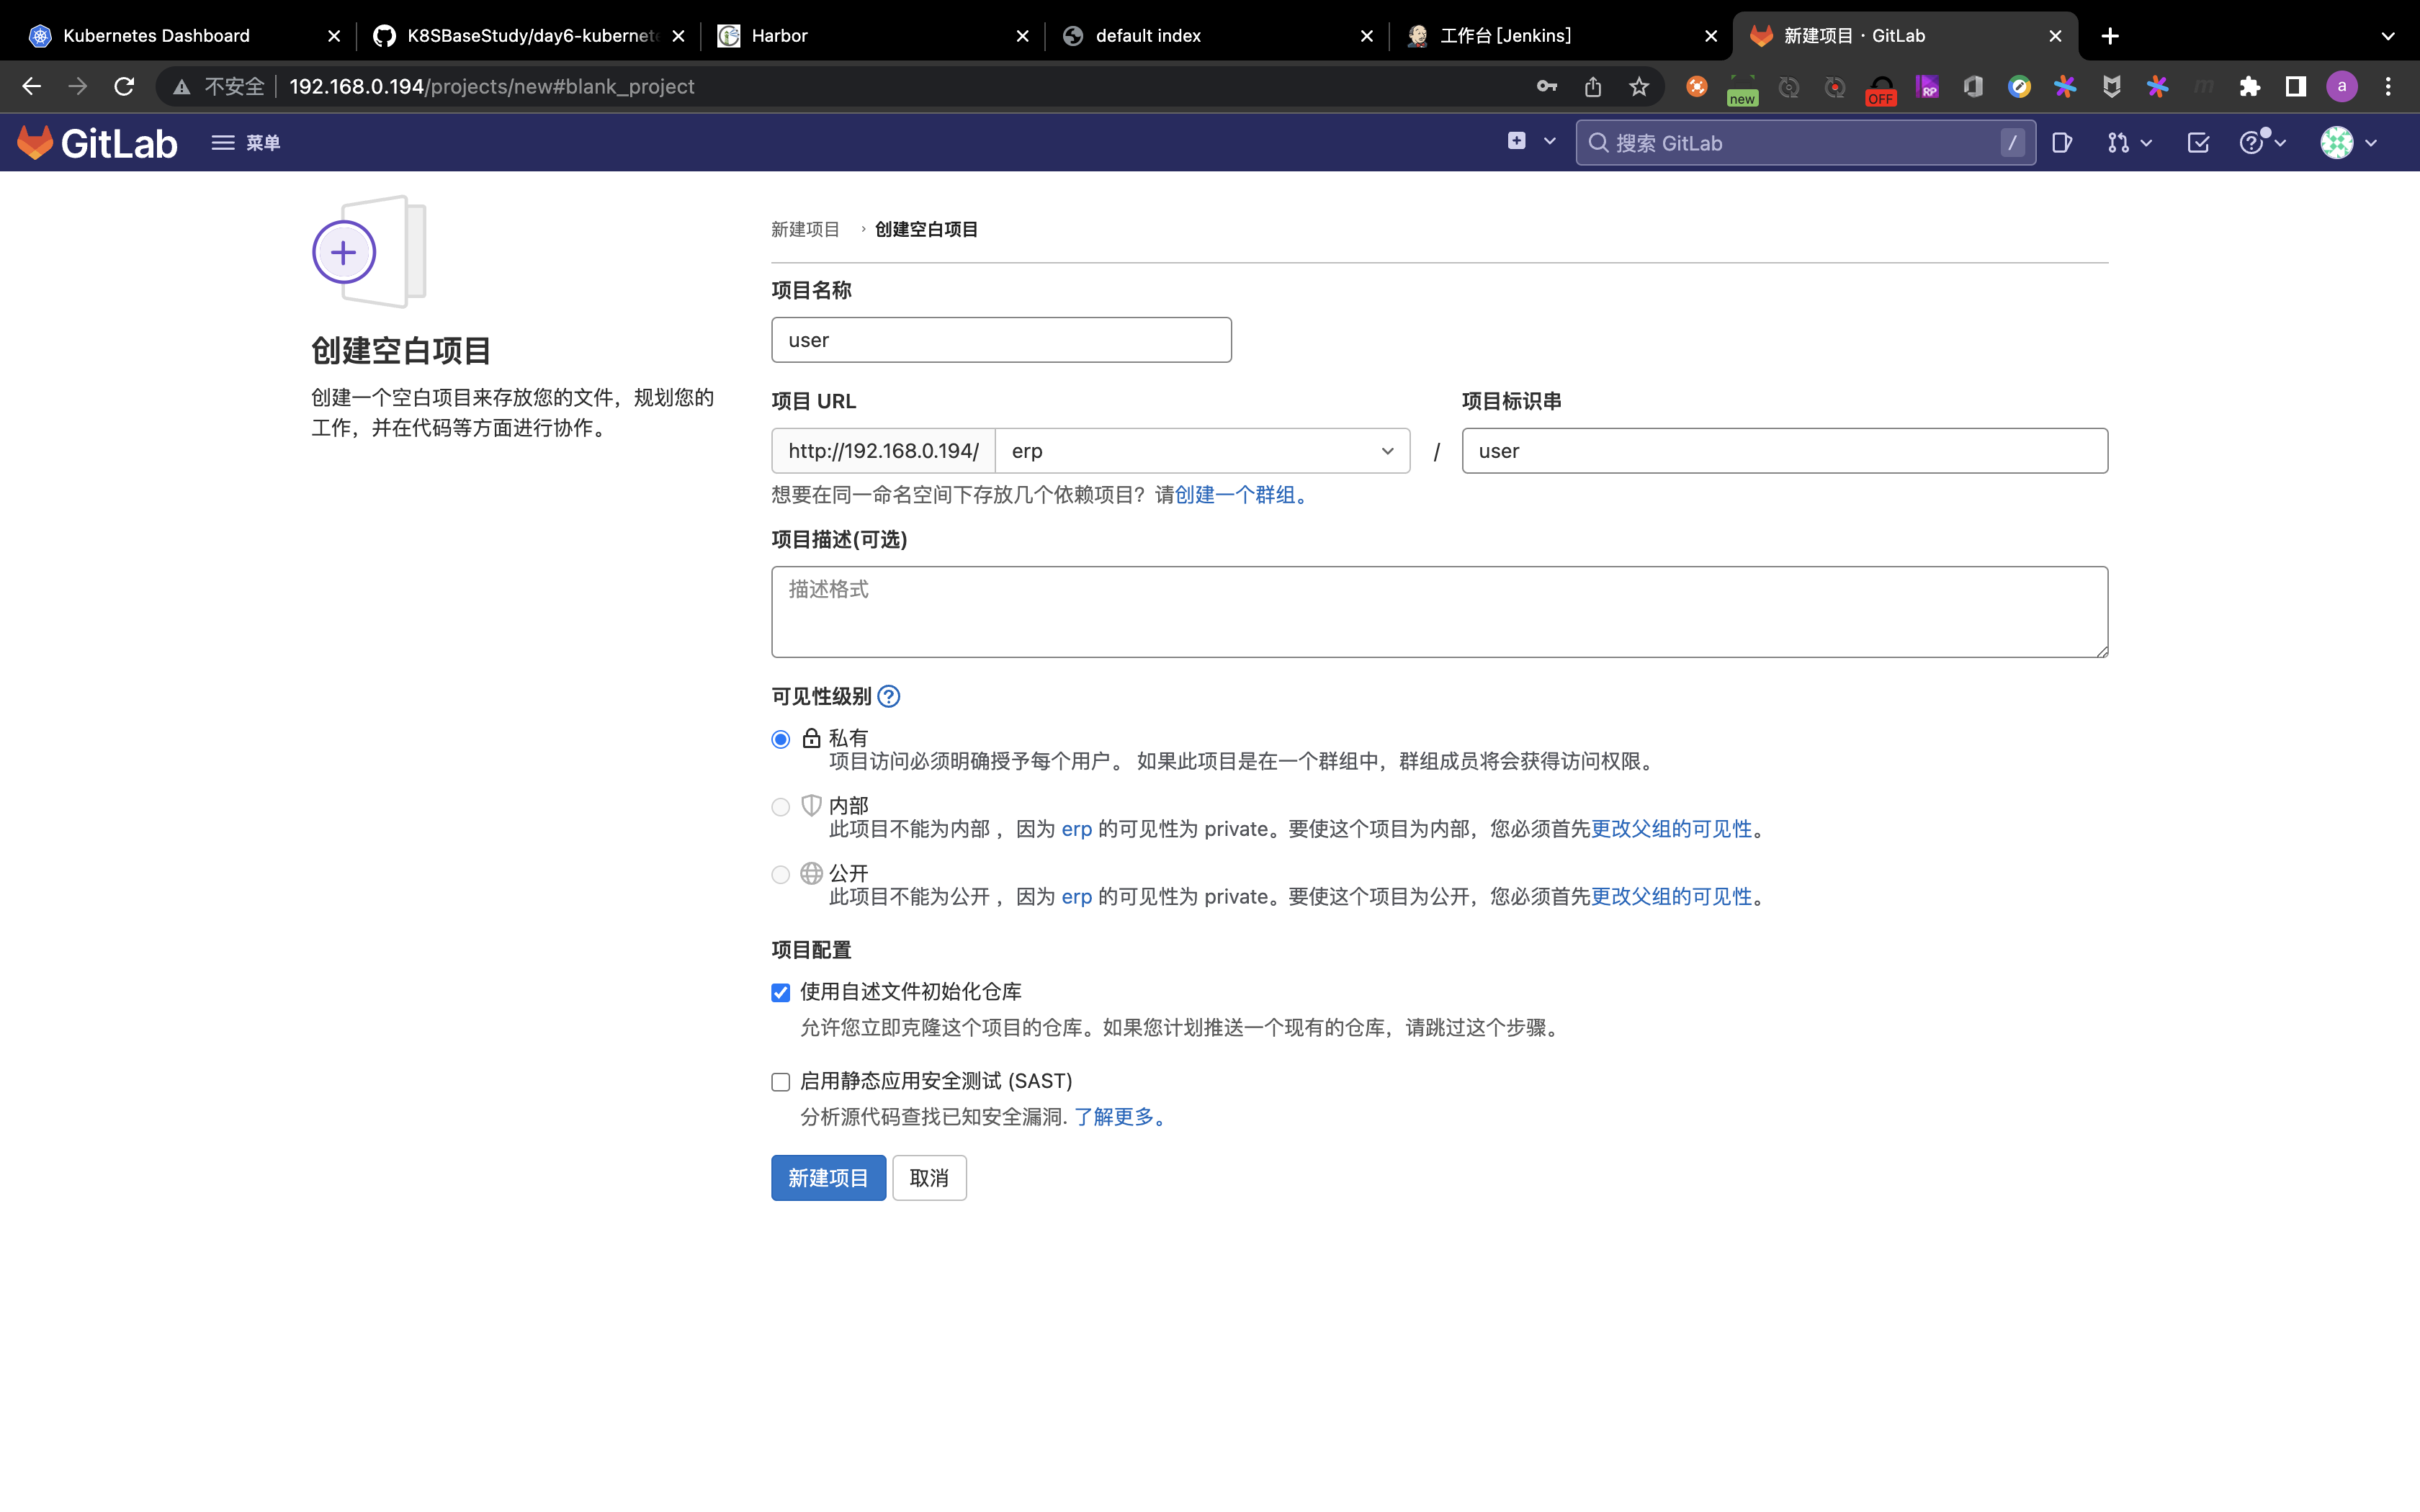 Kubernetes Dashboard
K8SBaseStudy/day6-kubernete
Harbor
default index
工作台 [Jenkins]
新建项目 · GitLab
不安全
192.168.0.194/projects/new#blank_project
new
OFF
RP
a
GitLab
菜单
搜索 GitLab
/
创建空白项目
创建一个空白项目来存放您的文件，规划您的
工作，并在代码等方面进行协作。
新建项目 › 创建空白项目
项目名称
user
项目 URL
项目标识串
http://192.168.0.194/ erp / user
想要在同一命名空间下存放几个依赖项目？请创建一个群组。
项目描述(可选)
描述格式
可见性级别
私有
项目访问必须明确授予每个用户。 如果此项目是在一个群组中，群组成员将会获得访问权限。
内部
此项目不能为内部 ，因为 erp 的可见性为 private。要使这个项目为内部，您必须首先更改父组的可见性。
公开
此项目不能为公开 ，因为 erp 的可见性为 private。要使这个项目为公开，您必须首先更改父组的可见性。
项目配置
使用自述文件初始化仓库
允许您立即克隆这个项目的仓库。如果您计划推送一个现有的仓库，请跳过这个步骤。
启用静态应用安全测试 (SAST)
分析源代码查找已知安全漏洞. 了解更多。
新建项目
取消